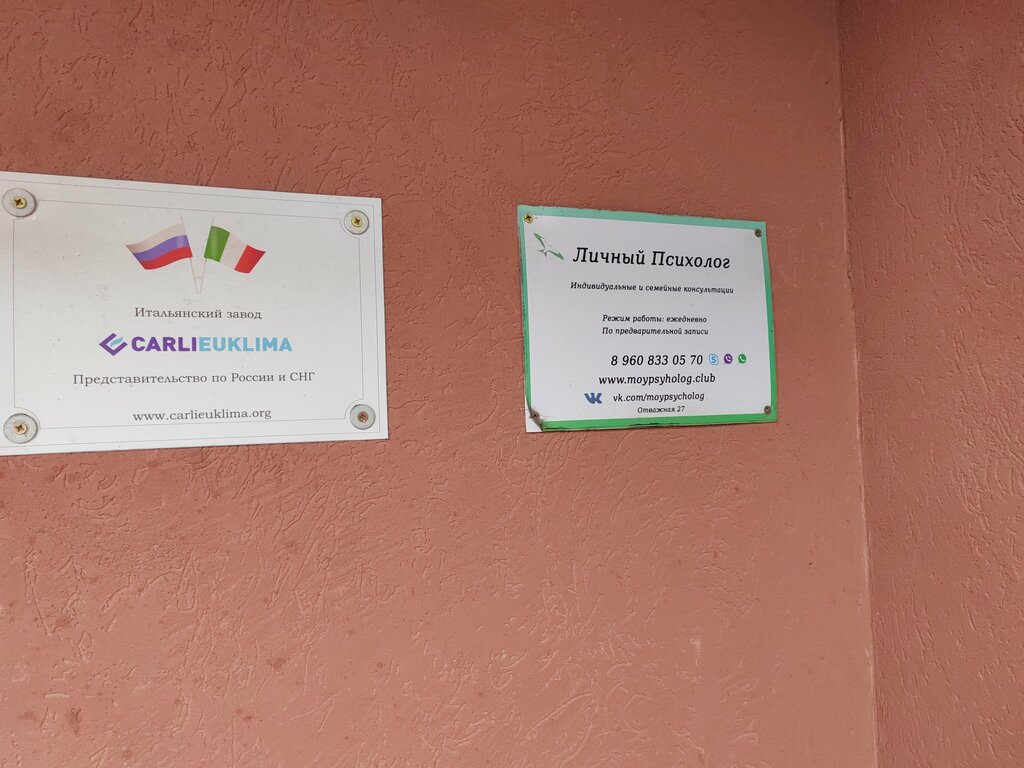 Итальянский завод
CARLIEUKLIMA
Представительство по России и СНГ
www.carlieuklima.org
Личный Психолог
Индивидуальные и семейные консультации
Режим работы: ежедневно
По предварительной записи
8 960 833 05 70
www.moypsyholog.club
vk.com/moypsycholog
Отважная 27